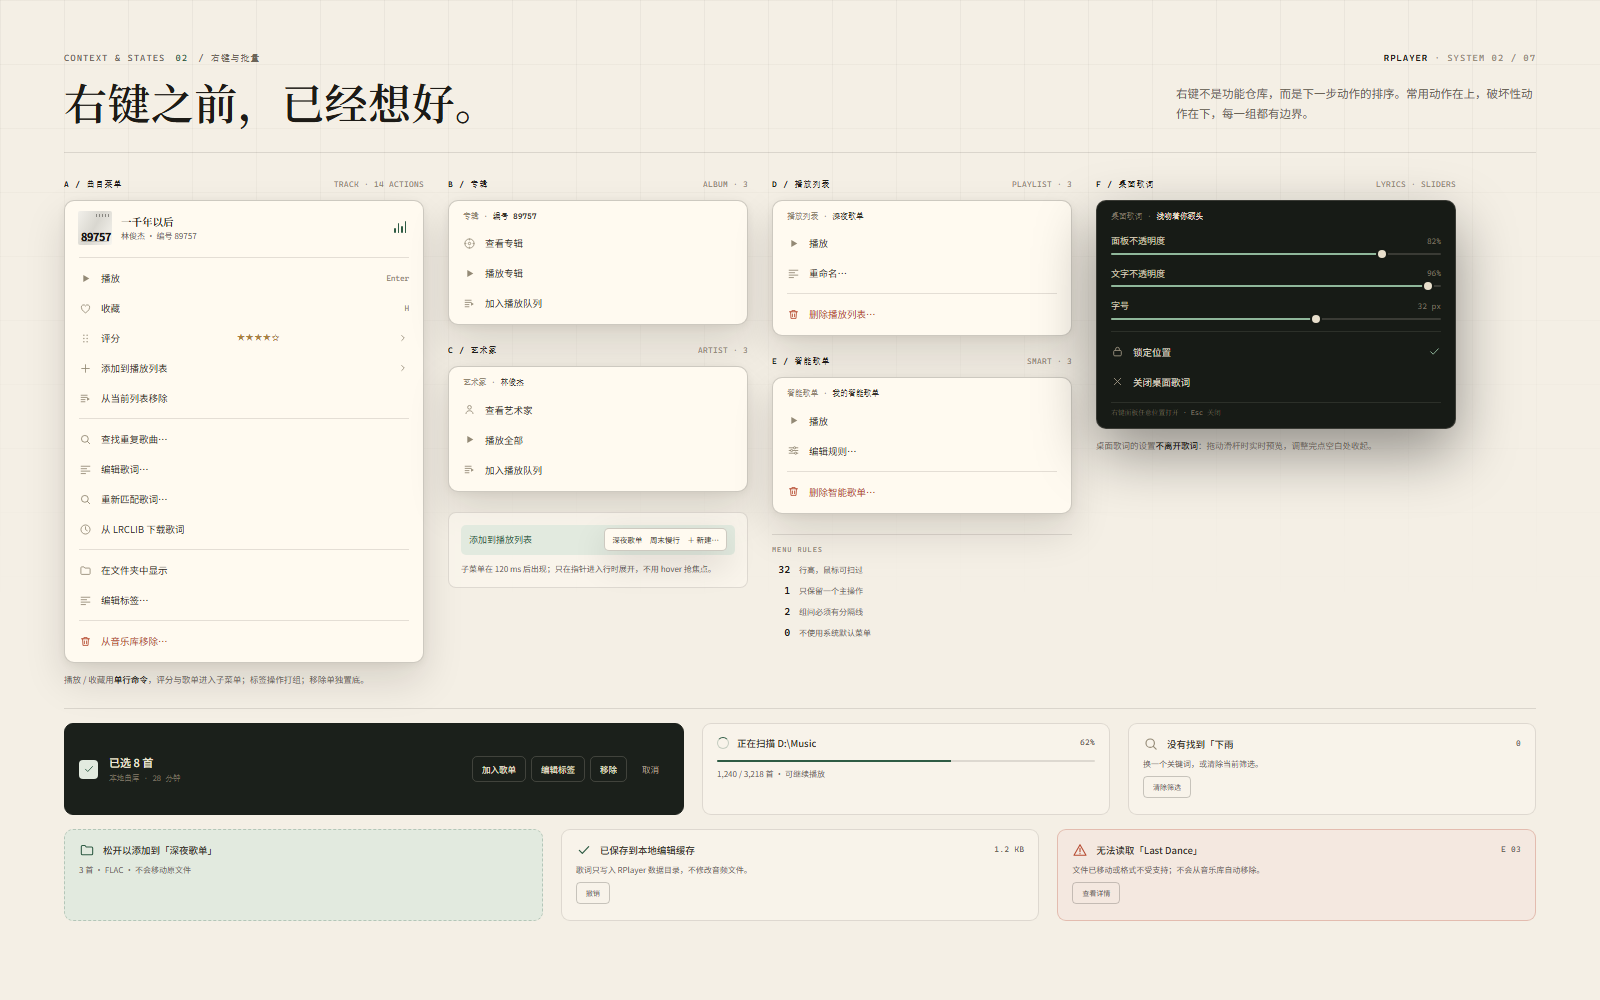 CONTEXT & STATES 02 / 右键与批量
RPLAYER · SYSTEM 02 / 07
右键之前，已经想好。
右键不是功能仓库，而是下一步动作的排序。常用动作在上，破坏性动
作在下，每一组都有边界。
A / 曲目菜单
TRACK · 14 ACTIONS
89757
一千年以后
林俊杰 · 编号 89757
播放 Enter
收藏 H
评分 ★★★★☆
添加到播放列表
从当前列表移除
查找重复歌曲…
编辑歌词…
重新匹配歌词…
从 LRCLIB 下载歌词
在文件夹中显示
编辑标签…
从音乐库移除…
播放 / 收藏用单行命令，评分与歌单进入子菜单；标签操作打组；移除单独置底。
B / 专辑
ALBUM · 3
专辑 · 编号 89757
查看专辑
播放专辑
加入播放队列
C / 艺术家
ARTIST · 3
艺术家 · 林俊杰
查看艺术家
播放全部
加入播放队列
添加到播放列表
深夜歌单 周末慢行 ＋ 新建…
子菜单在 120 ms 后出现；只在指针进入行时展开，不用 hover 抢焦点。
D / 播放列表
PLAYLIST · 3
播放列表 · 深夜歌单
播放
重命名…
删除播放列表…
E / 智能歌单
SMART · 3
智能歌单 · 我的智能歌单
播放
编辑规则…
删除智能歌单…
MENU RULES
32 行高，鼠标可扫过
1 只保留一个主操作
2 组间必须有分隔线
0 不使用系统默认菜单
F / 桌面歌词
LYRICS · SLIDERS
桌面歌词 · 我吻着你额头
面板不透明度 82%
文字不透明度 96%
字号 32 px
锁定位置
关闭桌面歌词
右键面板任意位置打开 · Esc 关闭
桌面歌词的设置不离开歌词：拖动滑杆时实时预览，调整完点空白处收起。
已选 8 首
本地曲库 · 28 分钟
加入歌单
编辑标签
移除
取消
正在扫描 D:\Music 62%
1,240 / 3,218 首 · 可继续播放
没有找到「下雨 0
换一个关键词，或清除当前筛选。
清除筛选
松开以添加到「深夜歌单」
3 首 · FLAC · 不会移动原文件
已保存到本地编辑缓存 1.2 KB
歌词只写入 RPlayer 数据目录，不修改音频文件。
撤销
无法读取「Last Dance」 E 03
文件已移动或格式不受支持；不会从音乐库自动移除。
查看详情